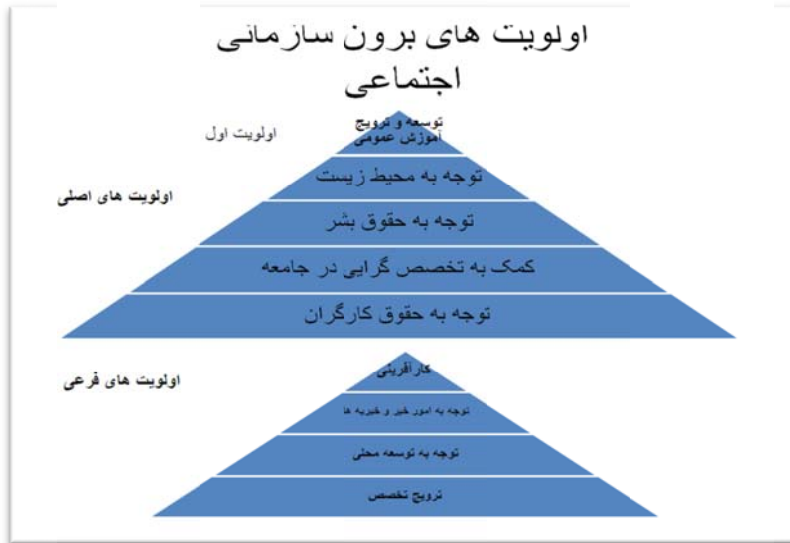 اولویت های برون سازمانی
اجتماعی
توسعه و ترویج
آموزش عمومی
اولویت اول
توجه به محیط زیست
اولویت های اصلی
توجه به حقوق بشر
کمک به تخصص گرایی در جامعه
توجه به حقوق کارگران
کارآفرینی
اولویت های فرعی
توجه به امور خیر و خیریه ها
توجه به توسعه محلی
ترویج تخصص